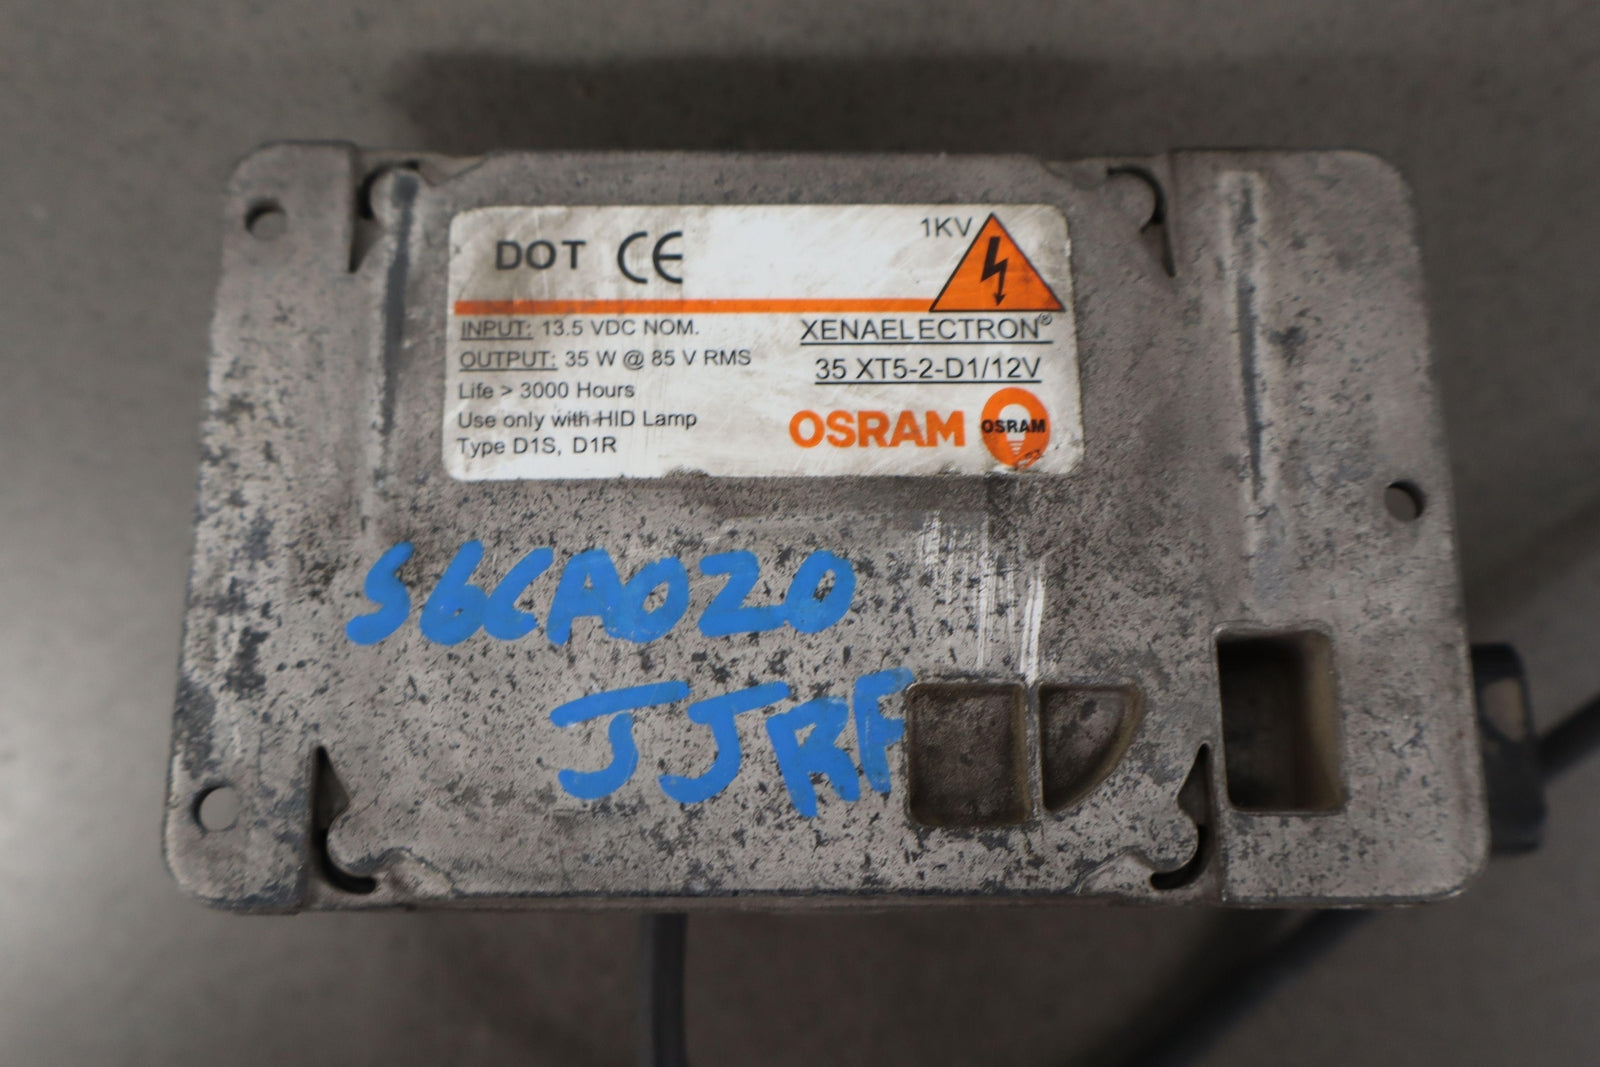 DOT CE
1KV
INPUT: 13.5 VDC NOM.
OUTPUT: 35 W @ 85 V RMS
Life > 3000 Hours
Use only with HID Lamp
Type D1S, D1R
XENAELECTRON®
35 XT5-2-D1/12V
OSRAM
OSRAM
S6CA020
JJRF